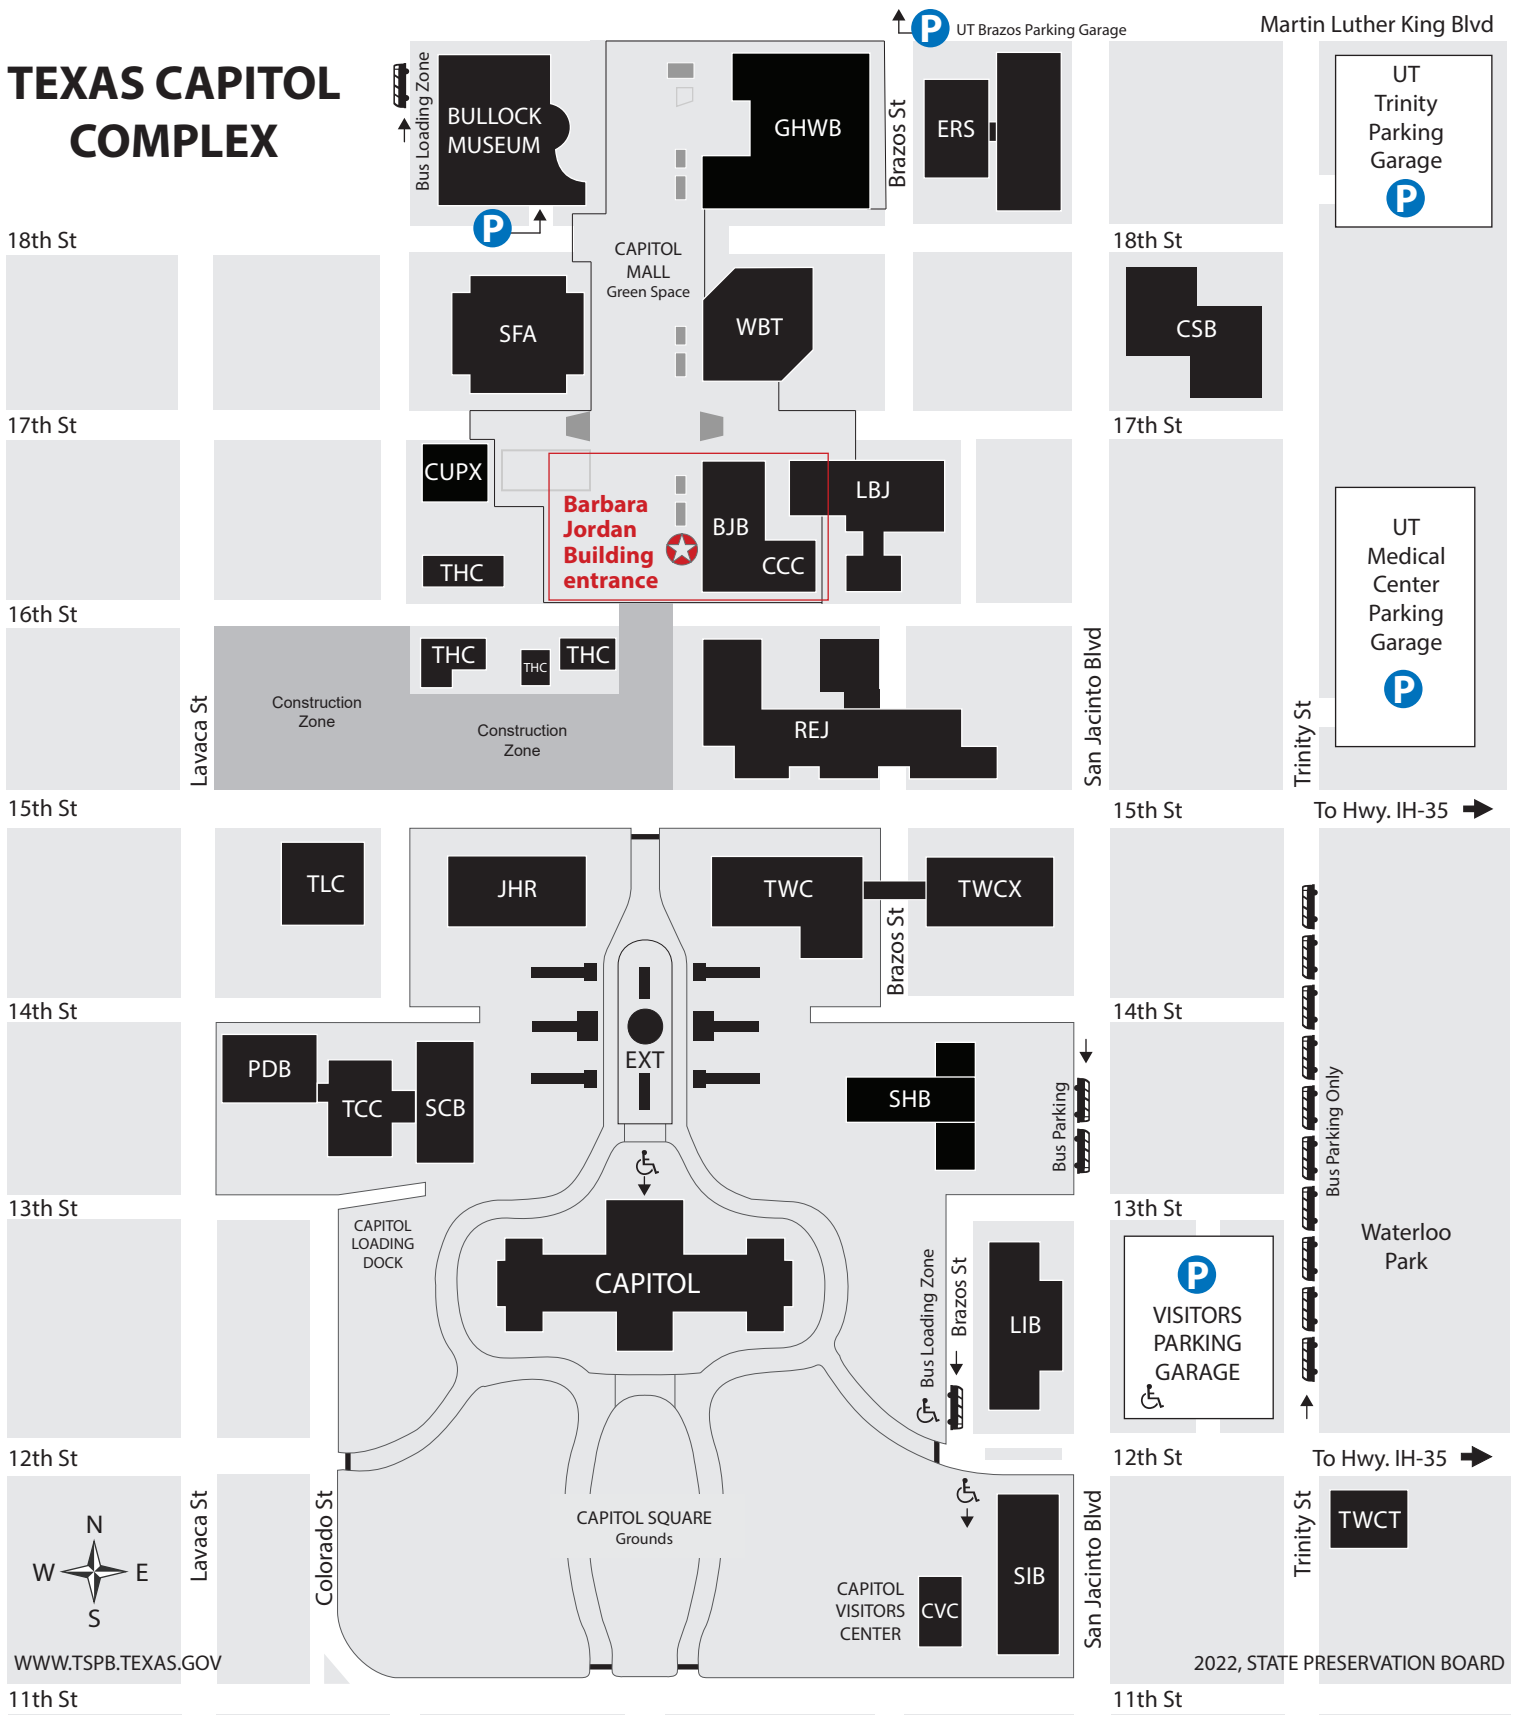 P UT Brazos Parking Garage
Martin Luther King Blvd
TEXAS CAPITOL
COMPLEX
Bus Loading Zone
BULLOCK
MUSEUM
GHWB
Brazos St
ERS
UT
Trinity
Parking
Garage
P
P
18th St
CAPITOL
MALL
Green Space
18th St
SFA
WBT
CSB
17th St
17th St
CUPX
LBJ
Barbara
Jordan
Building
entrance
BJB
CCC
THC
UT
Medical
Center
Parking
Garage
P
16th St
THC
THC
THC
Construction
Zone
Construction
Zone
REJ
Lavaca St
San Jacinto Blvd
Trinity St
15th St
15th St
To Hwy. IH-35
TLC
JHR
TWC
TWCX
Brazos St
14th St
14th St
EXT
PDB
TCC
SCB
SHB
Bus Parking
Bus Parking Only
13th St
13th St
CAPITOL
LOADING
DOCK
CAPITOL
Bus Loading Zone
Brazos St
LIB
P
VISITORS
PARKING
GARAGE
Waterloo
Park
12th St
12th St
To Hwy. IH-35
Lavaca St
Colorado St
CAPITOL SQUARE
Grounds
San Jacinto Blvd
Trinity St
TWCT
N
W E
S
CAPITOL
VISITORS
CENTER
CVC
SIB
WWW.TSPB.TEXAS.GOV
2022, STATE PRESERVATION BOARD
11th St
11th St